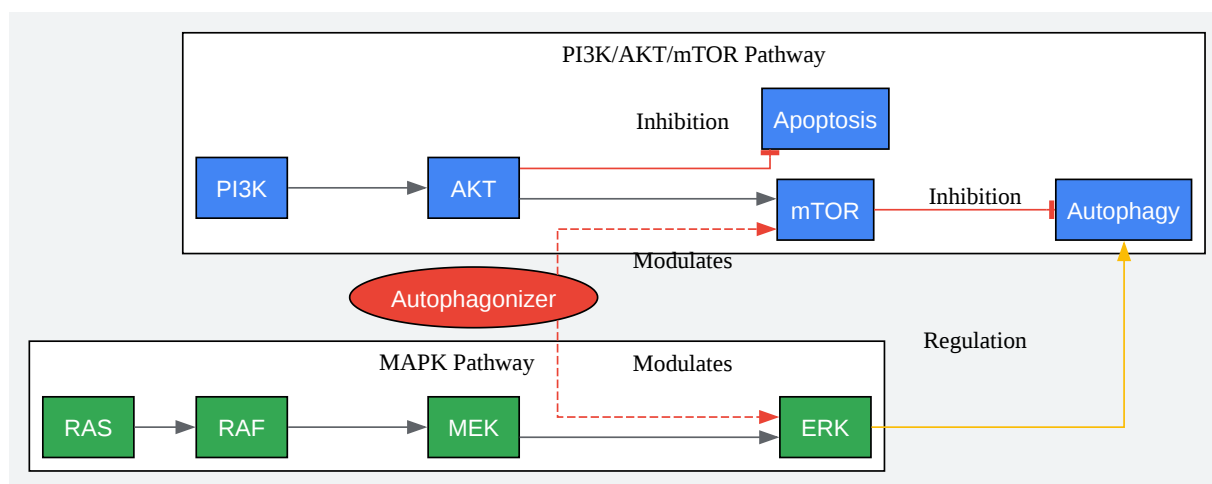 PI3K/AKT/mTOR Pathway
Inhibition
Apoptosis
PI3K
AKT
mTOR
Inhibition
Autophagy
Modulates
Autophagonizer
Regulation
MAPK Pathway
Modulates
RAS
RAF
MEK
ERK